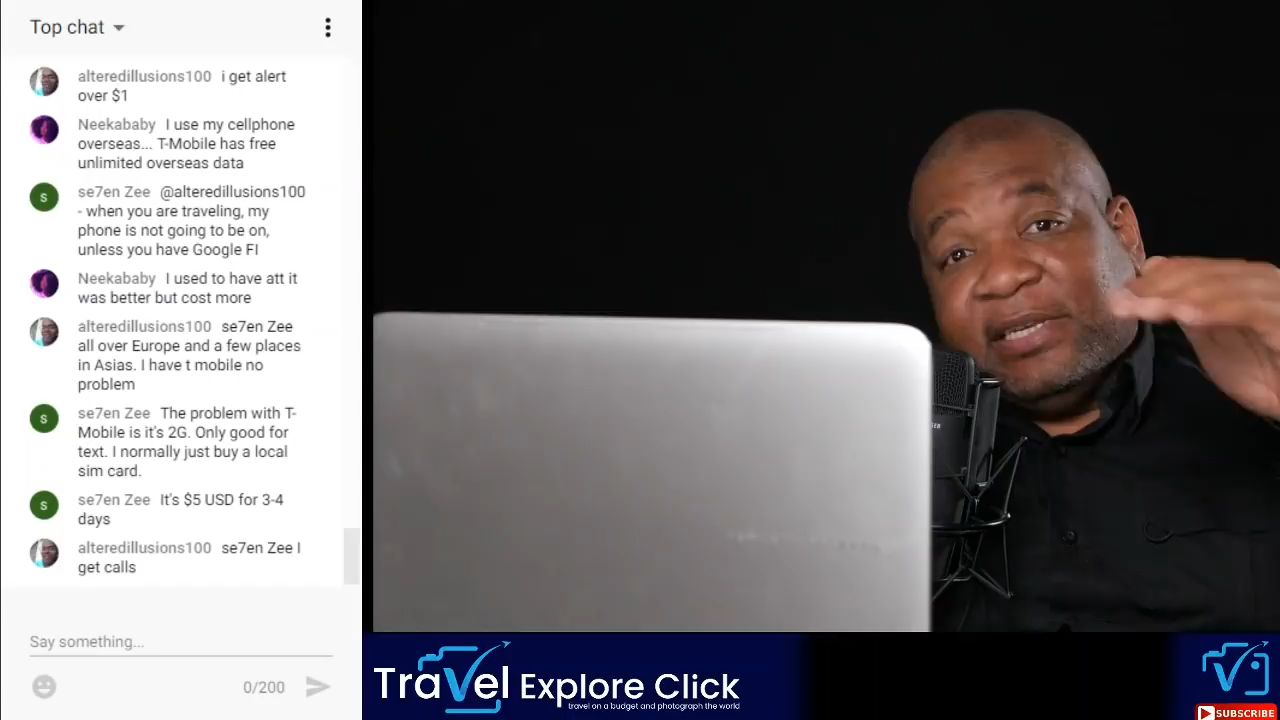 Top chat
alteredillusions100 i get alert
over $1
Neekababy I use my cellphone
overseas... T-Mobile has free
unlimited overseas data
se7en Zee @alteredillusions100
- when you are traveling, my
phone is not going to be on,
unless you have Google FI
Neekababy I used to have att it
was better but cost more
alteredillusions100 se7en Zee
all over Europe and a few places
in Asias. I have t mobile no
problem
se7en Zee The problem with T-
Mobile is it's 2G. Only good for
text. I normally just buy a local
sim card.
se7en Zee It's $5 USD for 3-4
days
alteredillusions100 se7en Zee I
get calls
Say something...
0/200
Travel Explore Click
travel on a budget and photograph the world
SUBSCRIBE